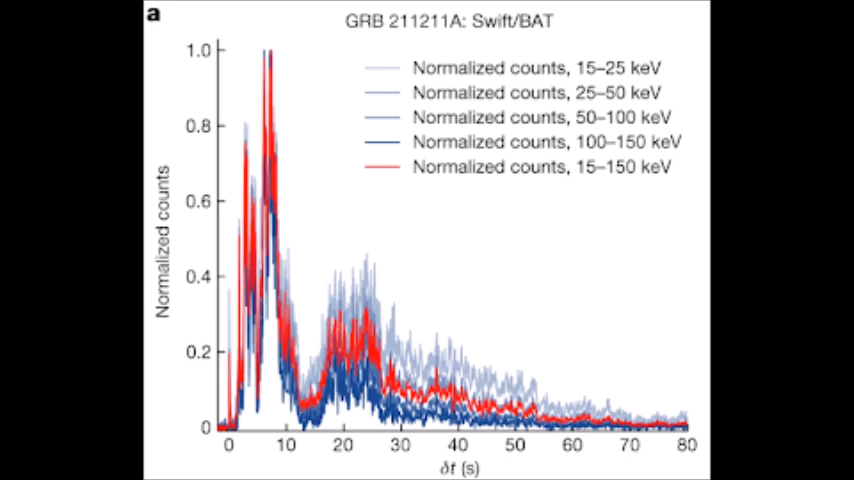 a
GRB 211211A: Swift/BAT
Normalized counts, 15–25 keV
Normalized counts, 25–50 keV
Normalized counts, 50–100 keV
Normalized counts, 100–150 keV
Normalized counts, 15–150 keV
Normalized counts
1.0
0.8
0.6
0.4
0.2
0
0 10 20 30 40 50 60 70 80
δt (s)